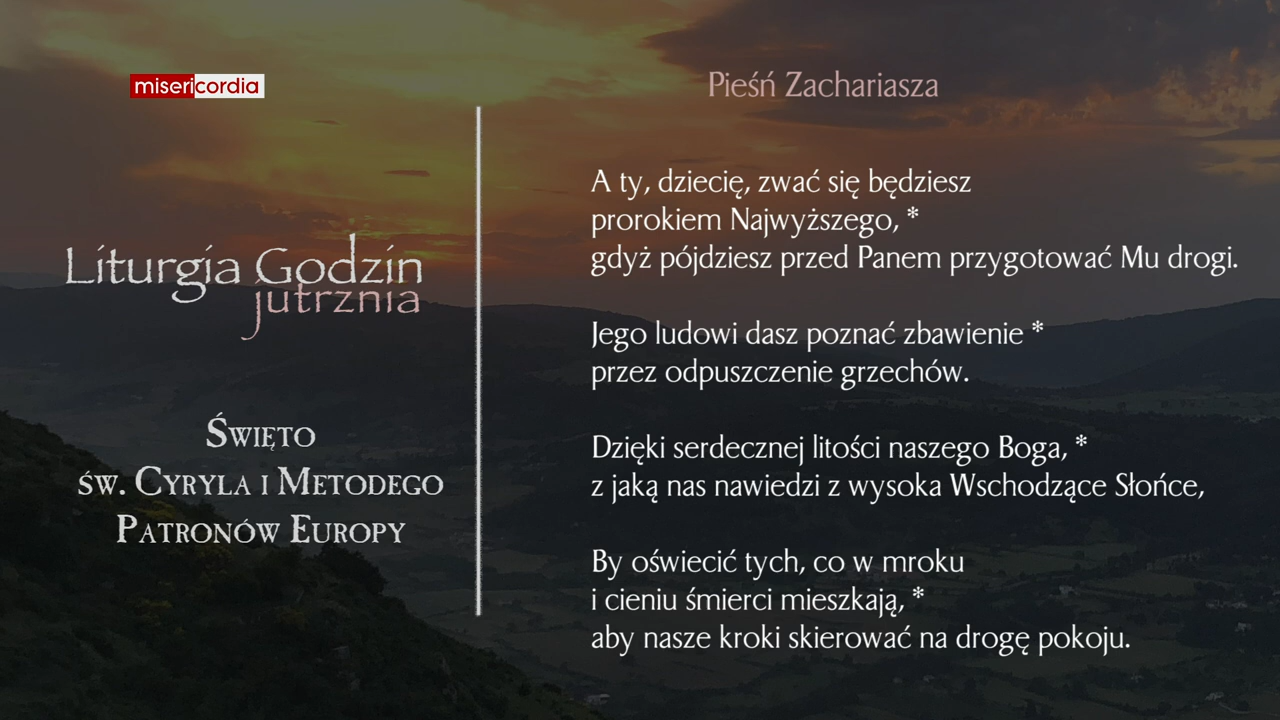 misericordia
Liturgia Godzin
jutrznia
Święto
św. Cyryla i Metodego
Patronów Europy
Pieśń Zachariasza
A ty, dziecię, zwać się będziesz
prorokiem Najwyższego, *
gdyż pójdziesz przed Panem przygotować Mu drogi.
Jego ludowi dasz poznać zbawienie *
przez odpuszczenie grzechów.
Dzięki serdecznej litości naszego Boga, *
z jaką nas nawiedzi z wysoka Wschodzące Słońce,
By oświecić tych, co w mroku
i cieniu śmierci mieszkają, *
aby nasze kroki skierować na drogę pokoju.